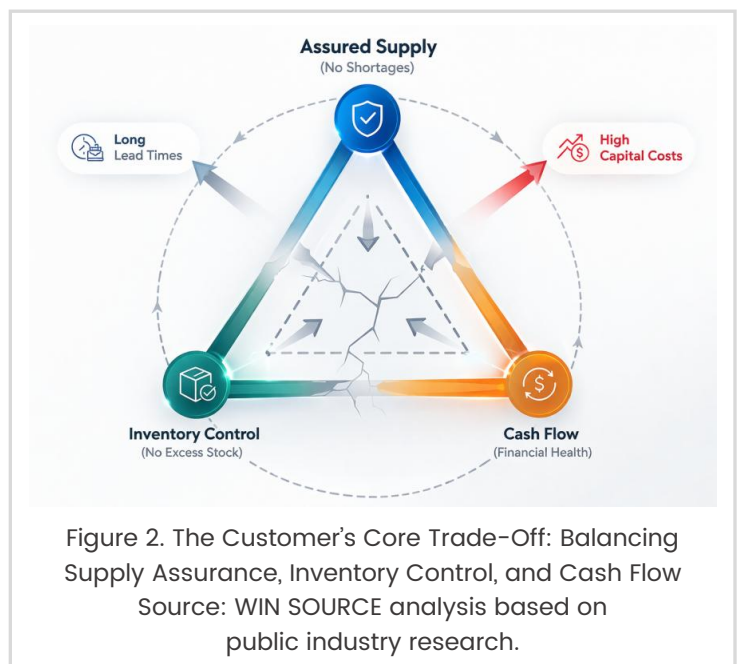 Assured Supply
(No Shortages)
Long
Lead Times
High
Capital Costs
$
$
Inventory Control
(No Excess Stock)
Cash Flow
(Financial Health)
Figure 2. The Customer’s Core Trade-Off: Balancing
Supply Assurance, Inventory Control, and Cash Flow
Source: WIN SOURCE analysis based on
public industry research.